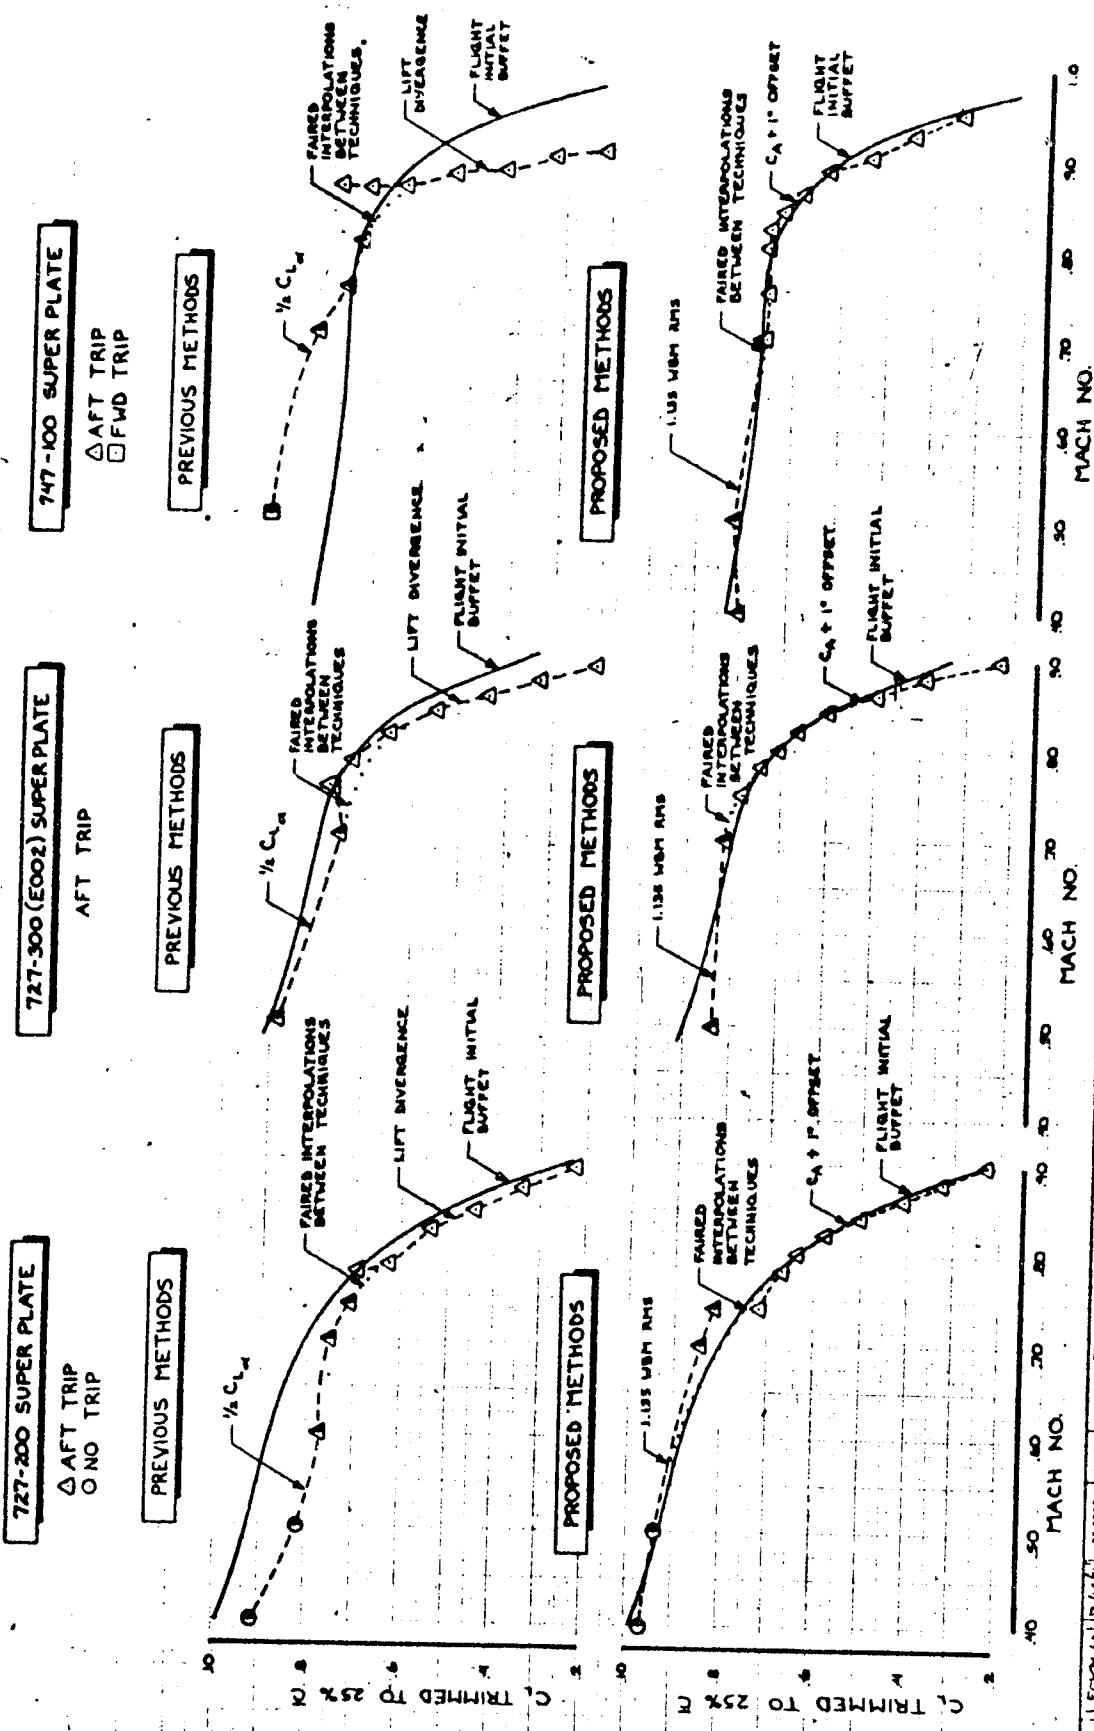 727-200 SUPER PLATE
△ AFT TRIP
○ NO TRIP
PREVIOUS METHODS
½ C_Lα
FAIRED INTERPOLATIONS
BETWEEN TECHNIQUES
LIFT DIVERGENCE
FLIGHT INITIAL
BUFFET
C_L TRIMMED TO 25% C̄
1.0
.8
.6
.4
.2
PROPOSED METHODS
1.135 WBM RMS
FAIRED
INTERPOLATIONS
BETWEEN
TECHNIQUES
C_A + 1° OFFSET
FLIGHT INITIAL
BUFFET
C_L TRIMMED TO 25% C̄
1.0
.8
.6
.4
.2
.40
.50
.60
.70
.80
.90
MACH NO.
727-300 (E002) SUPER PLATE
AFT TRIP
PREVIOUS METHODS
½ C_Lα
FAIRED
INTERPOLATIONS
BETWEEN
TECHNIQUES
LIFT DIVERGENCE
FLIGHT INITIAL
BUFFET
PROPOSED METHODS
1.135 WBM RMS
FAIRED
INTERPOLATIONS
BETWEEN
TECHNIQUES
C_A + 1° OFFSET
FLIGHT INITIAL
BUFFET
.40
.50
.60
.70
.80
.90
MACH NO.
747-100 SUPER PLATE
△ AFT TRIP
□ FWD TRIP
PREVIOUS METHODS
½ C_Lα
FAIRED
INTERPOLATIONS
BETWEEN
TECHNIQUES.
LIFT
DIVERGENCE
FLIGHT
INITIAL
BUFFET
PROPOSED METHODS
1.135 WBM RMS
FAIRED INTERPOLATIONS
BETWEEN TECHNIQUES
C_A + 1° OFFSET
FLIGHT
INITIAL
BUFFET
.40
.50
.60
.70
.80
.90
1.0
MACH NO.